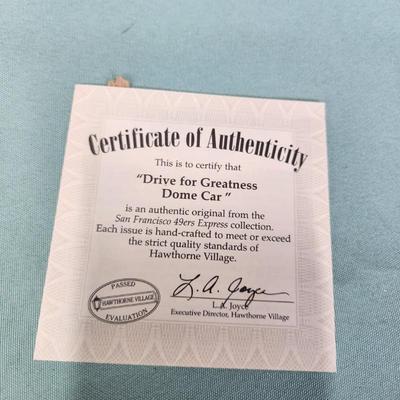 Certificate of Authenticity
This is to certify that
"Drive for Greatness
Dome Car"
is an authentic original from the
San Francisco 49ers Express collection.
Each issue is hand-crafted to meet or exceed
the strict quality standards of
Hawthorne Village.
PASSED
HAWTHORNE VILLAGE
EVALUATION
L. A. Joyce
L.A. Joyce
Executive Director, Hawthorne Village